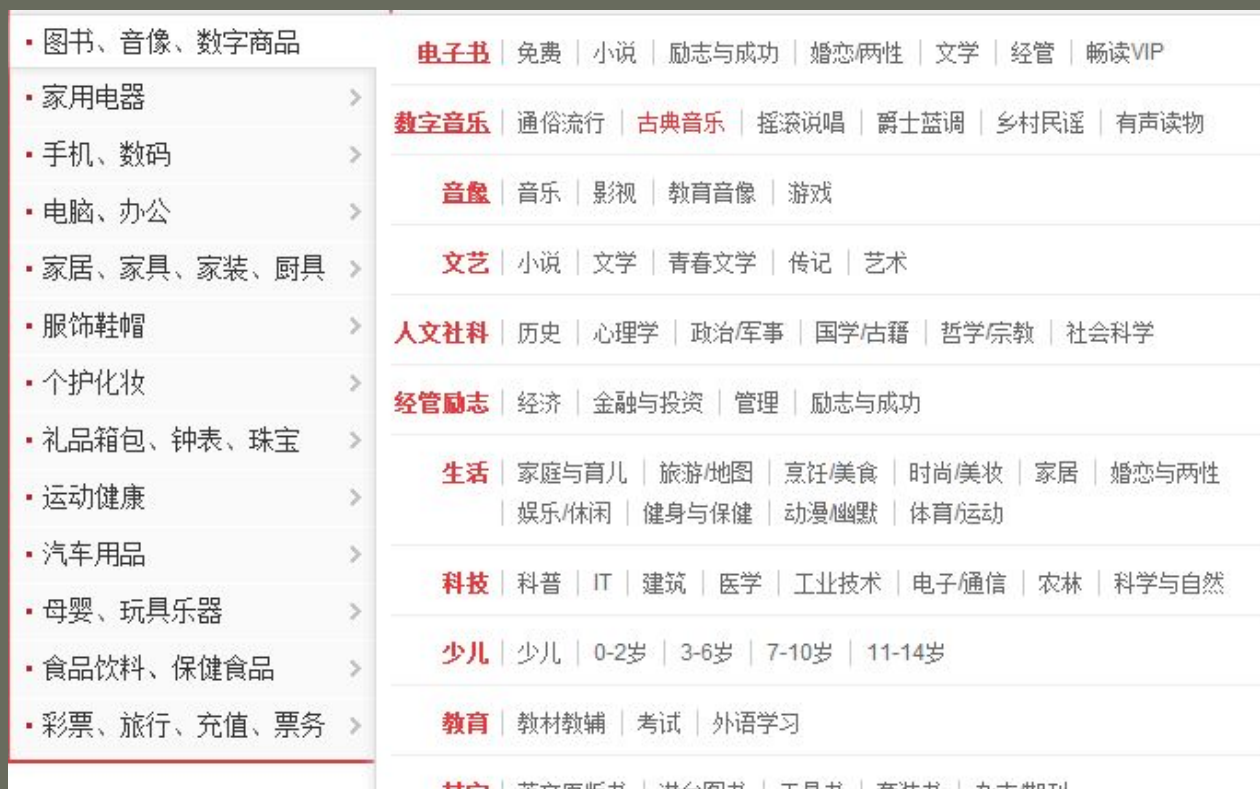 图书、音像、数字商品
家用电器
手机、数码
电脑、办公
家居、家具、家装、厨具
服饰鞋帽
个护化妆
礼品箱包、钟表、珠宝
运动健康
汽车用品
母婴、玩具乐器
食品饮料、保健食品
彩票、旅行、充值、票务
电子书 | 免费 | 小说 | 励志与成功 | 婚恋/两性 | 文学 | 经管 | 畅读VIP
数字音乐 | 通俗流行 | 古典音乐 | 摇滚说唱 | 爵士蓝调 | 乡村民谣 | 有声读物
音像 | 音乐 | 影视 | 教育音像 | 游戏
文艺 | 小说 | 文学 | 青春文学 | 传记 | 艺术
人文社科 | 历史 | 心理学 | 政治/军事 | 国学/古籍 | 哲学/宗教 | 社会科学
经管励志 | 经济 | 金融与投资 | 管理 | 励志与成功
生活 | 家庭与育儿 | 旅游/地图 | 烹饪/美食 | 时尚/美妆 | 家居 | 婚恋与两性
| 娱乐/休闲 | 健身与保健 | 动漫/幽默 | 体育/运动
科技 | 科普 | IT | 建筑 | 医学 | 工业技术 | 电子/通信 | 农林 | 科学与自然
少儿 | 少儿 | 0-2岁 | 3-6岁 | 7-10岁 | 11-14岁
教育 | 教材教辅 | 考试 | 外语学习